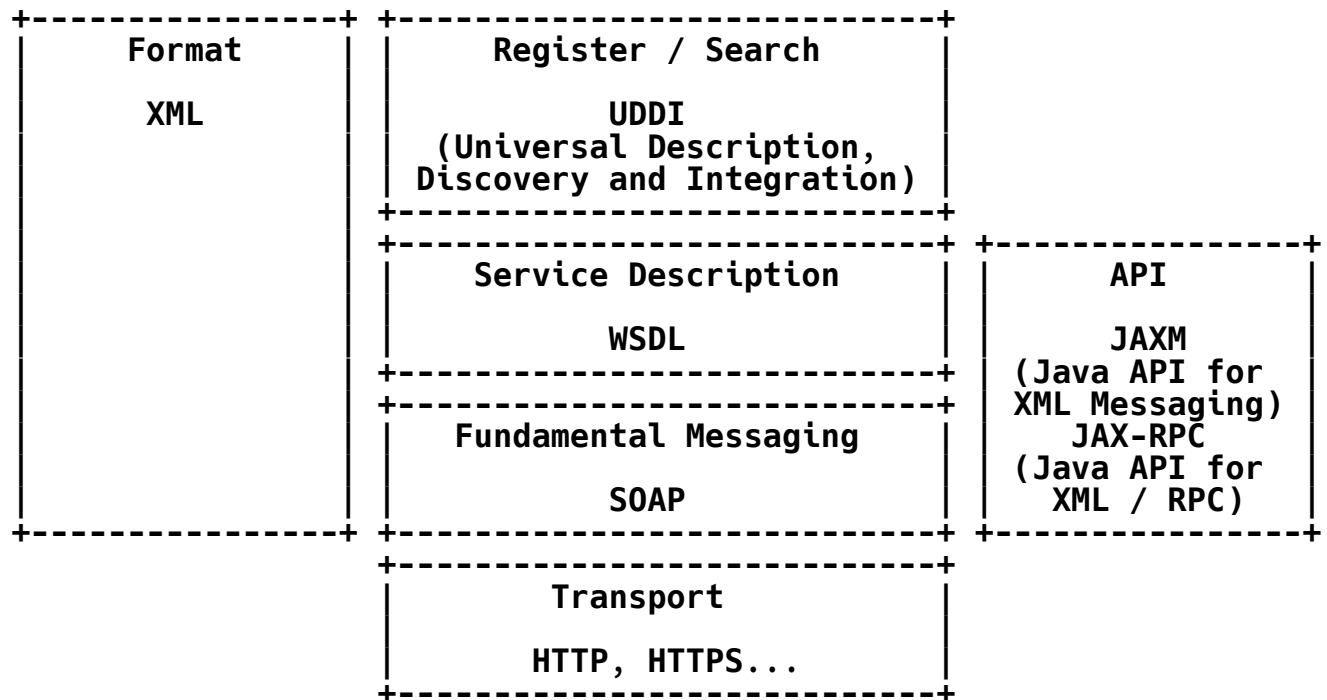 Format
XML
Register / Search
UDDI
(Universal Description,
Discovery and Integration)
Service Description
WSDL
Fundamental Messaging
SOAP
API
JAXM
(Java API for
XML Messaging)
JAX-RPC
(Java API for
XML / RPC)
Transport
HTTP, HTTPS...